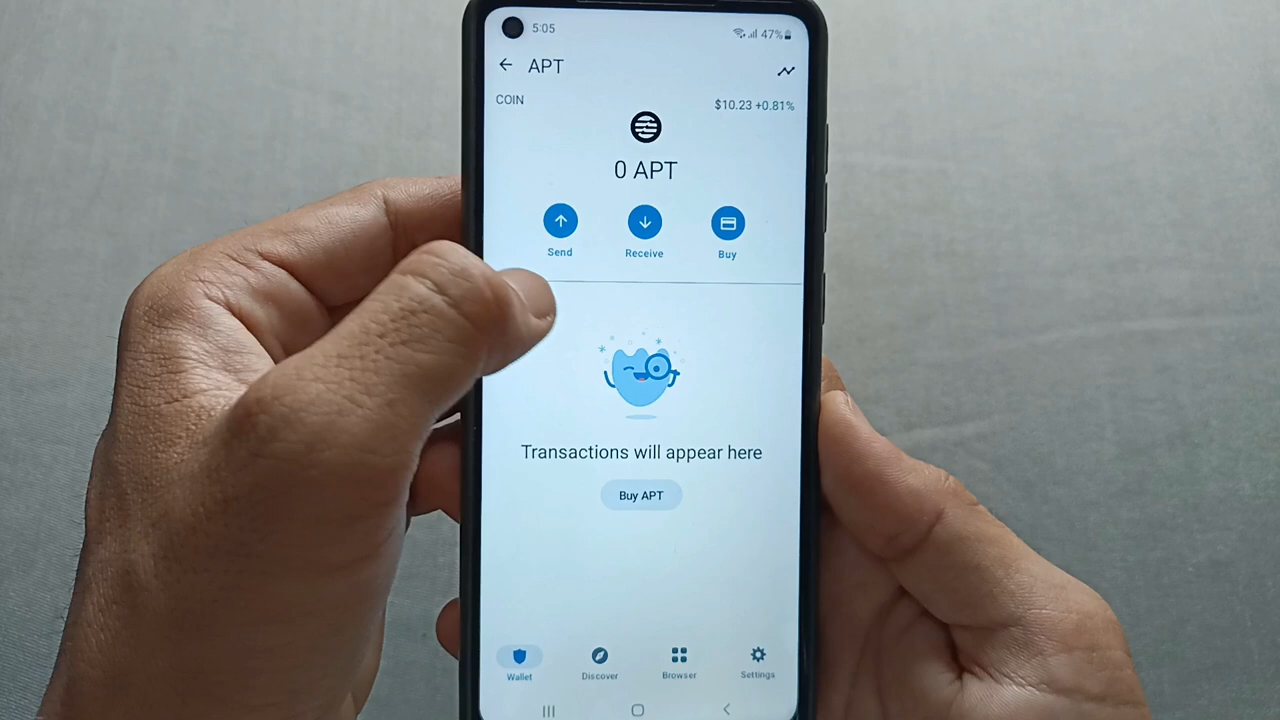 5:05
47%
APT
COIN
$10.23 +0.81%
0 APT
Send
Receive
Buy
Transactions will appear here
Buy APT
Wallet
Discover
Browser
Settings